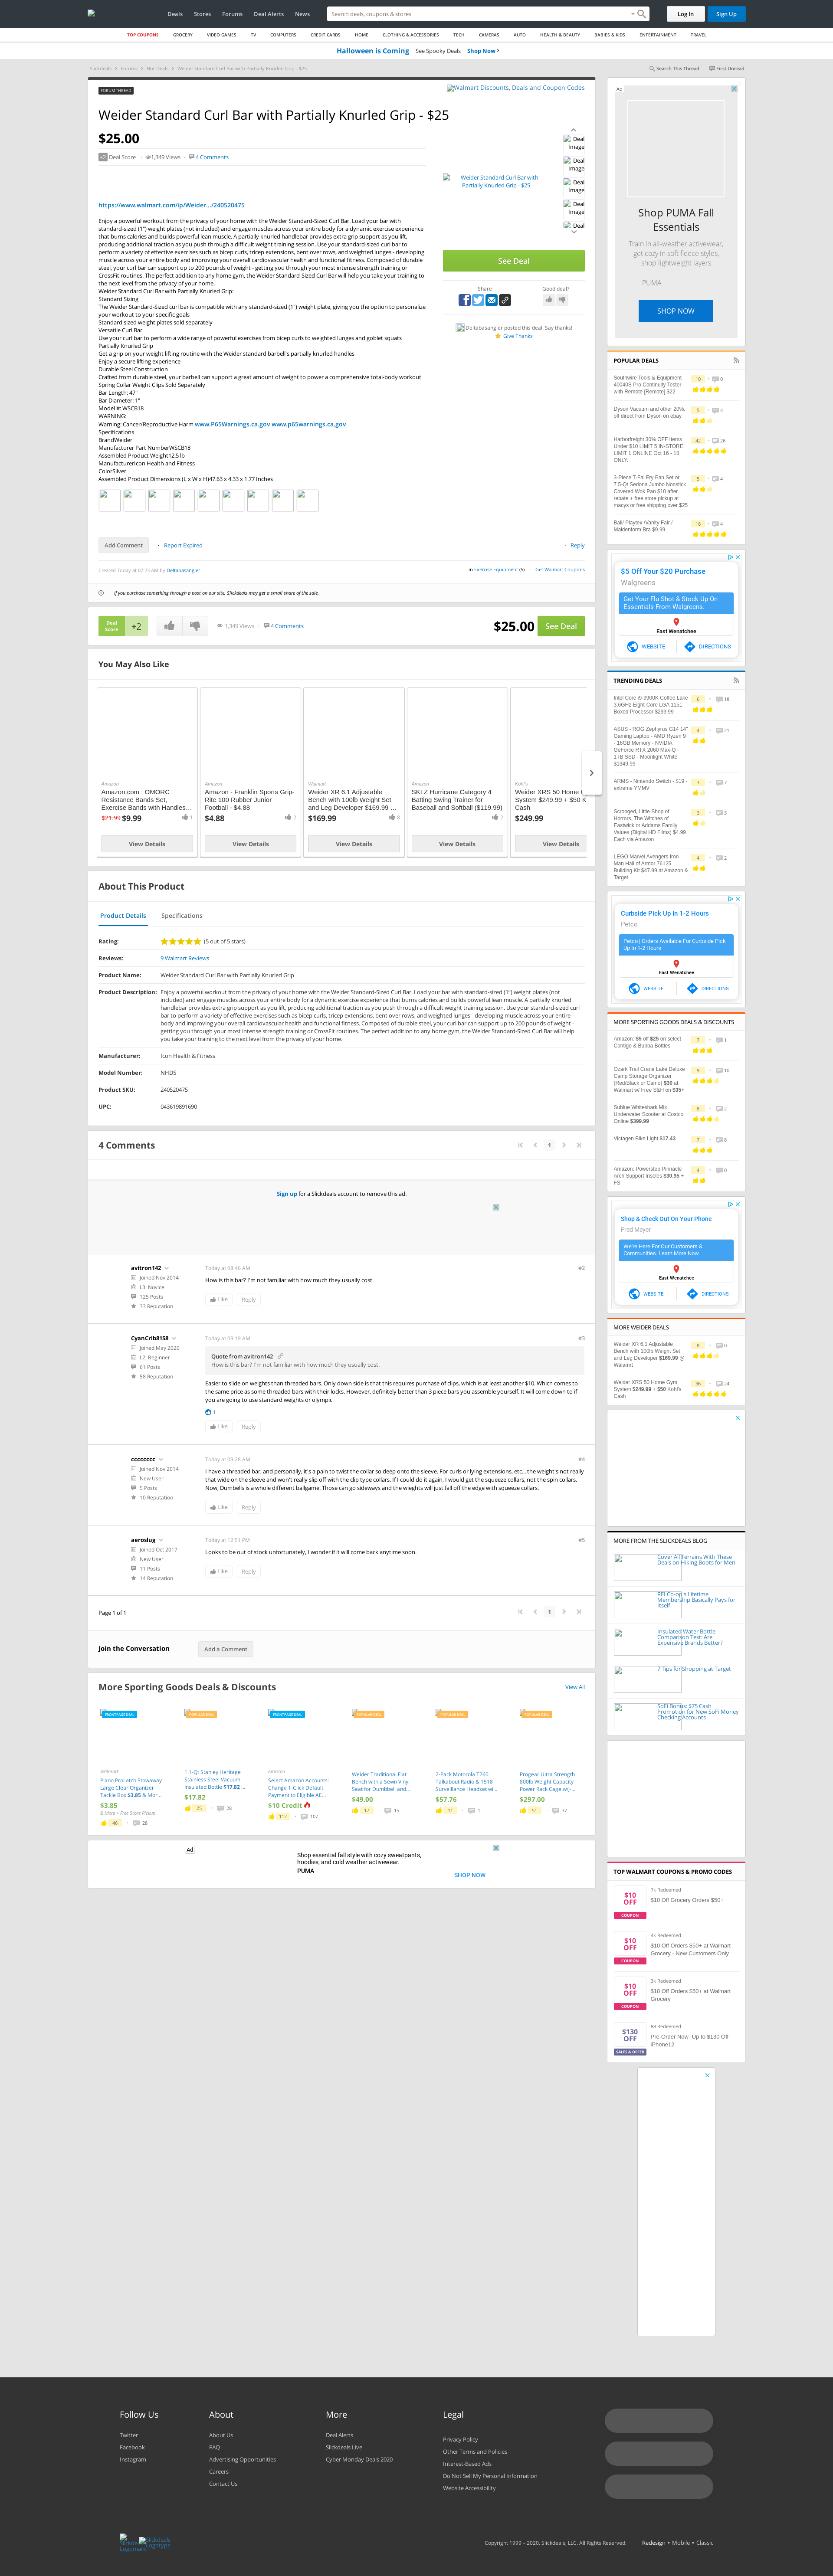 Deals Stores Forums Deal Alerts News Search deals, coupons & stores Log In Sign Up
TOP COUPONS GROCERY VIDEO GAMES TV COMPUTERS CREDIT CARDS HOME CLOTHING & ACCESSORIES TECH CAMERAS AUTO HEALTH & BEAUTY BABIES & KIDS ENTERTAINMENT TRAVEL
Halloween is Coming See Spooky Deals Shop Now
Slickdeals Forums Hot Deals Weider Standard Curl Bar with Partially Knurled Grip - $25 Search This Thread First Unread
FORUM THREAD
Walmart Discounts, Deals and Coupon Codes
Weider Standard Curl Bar with Partially Knurled Grip - $25
$25.00
+2 Deal Score 1,349 Views 4 Comments
https://www.walmart.com/ip/Weider.../240520475
Enjoy a powerful workout from the privacy of your home with the Weider Standard-Sized Curl Bar. Load your bar with
standard-sized (1") weight plates (not included) and engage muscles across your entire body for a dynamic exercise experience
that burns calories and builds lean muscle. A partially knurled handlebar provides extra grip support as you lift, producing
additional traction as you push through a difficult weight training session. Use your standard-sized curl bar to
perform a variety of effective exercises such as bicep curls, tricep extensions, bent over rows, and weighted lunges - developing
muscle across your entire body and improving your overall cardiovascular health and functional fitness. Composed of durable
steel, your curl bar can support up to 200 pounds of weight - getting you through your most intense strength training or
CrossFit routines. The perfect addition to any home gym, the Weider Standard-Sized Curl Bar will help you take your training to
the next level from the privacy of your home.
Weider Standard Curl Bar with Partially Knurled Grip:
Standard Sizing
The Weider Standard-Sized curl bar is compatible with any standard-sized (1") weight plate, giving you the option to personalize
your workout to your specific goals
Standard sized weight plates sold separately
Versatile Curl Bar
Use your curl bar to perform a wide range of powerful exercises from bicep curls to weighted lunges and goblet squats
Partially Knurled Grip
Get a grip on your weight lifting routine with the Weider standard barbell's partially knurled handles
Enjoy a secure lifting experience
Durable Steel Construction
Crafted from durable steel, your barbell can support a great amount of weight to power a comprehensive total-body workout
Spring Collar Weight Clips Sold Separately
Bar Length: 47"
Bar Diameter: 1"
Model #: WSCB18
WARNING:
Warning: Cancer/Reproductive Harm www.P65Warnings.ca.gov www.p65warnings.ca.gov
Specifications
BrandWeider
Manufacturer Part NumberWSCB18
Assembled Product Weight12.5 lb
ManufacturerIcon Health and Fitness
ColorSilver
Assembled Product Dimensions (L x W x H)47.63 x 4.33 x 1.77 Inches
Weider Standard Curl Bar with
Partially Knurled Grip - $25
Deal
Image
Deal
Image
Deal
Image
Deal
Image
Deal
See Deal
Share Good deal?
Deltabasangler posted this deal. Say thanks!
Give Thanks
Add Comment Report Expired Reply
Created Today at 07:23 AM by Deltabasangler in Exercise Equipment (5) Get Walmart Coupons
If you purchase something through a post on our site, Slickdeals may get a small share of the sale.
Deal
Score +2 1,349 Views 4 Comments $25.00 See Deal
You May Also Like
Amazon
Amazon.com : OMORC
Resistance Bands Set,
Exercise Bands with Handles...
$21.99 $9.99 1
View Details
Amazon
Amazon - Franklin Sports Grip-
Rite 100 Rubber Junior
Football - $4.88
$4.88 2
View Details
Walmart
Weider XR 6.1 Adjustable
Bench with 100lb Weight Set
and Leg Developer $169.99 ...
$169.99 8
View Details
Amazon
SKLZ Hurricane Category 4
Batting Swing Trainer for
Baseball and Softball ($119.99)
$119.99 2
View Details
Kohl's
Weider XRS 50 Home
System $249.99 + $50 K
Cash
$249.99
View Details
About This Product
Product Details Specifications
Rating: (5 out of 5 stars)
Reviews: 9 Walmart Reviews
Product Name: Weider Standard Curl Bar with Partially Knurled Grip
Product Description: Enjoy a powerful workout from the privacy of your home with the Weider Standard-Sized Curl Bar. Load your bar with standard-sized (1") weight plates (not
included) and engage muscles across your entire body for a dynamic exercise experience that burns calories and builds lean muscle. A partially knurled
handlebar provides extra grip support as you lift, producing additional traction as you push through a difficult weight training session. Use your standard-sized curl
bar to perform a variety of effective exercises such as bicep curls, tricep extensions, bent over rows, and weighted lunges - developing muscle across your entire
body and improving your overall cardiovascular health and functional fitness. Composed of durable steel, your curl bar can support up to 200 pounds of weight -
getting you through your most intense strength training or CrossFit routines. The perfect addition to any home gym, the Weider Standard-Sized Curl Bar will help
you take your training to the next level from the privacy of your home.
Manufacturer: Icon Health & Fitness
Model Number: NHDS
Product SKU: 240520475
UPC: 043619891690
4 Comments 1
Sign up for a Slickdeals account to remove this ad.
avitron142 Today at 08:46 AM #2
Joined Nov 2014
L3: Novice
125 Posts
33 Reputation
How is this bar? I'm not familiar with how much they usually cost.
Like Reply
CyanCrib8158 Today at 09:19 AM #3
Joined May 2020
L2: Beginner
61 Posts
58 Reputation
Quote from avitron142
How is this bar? I'm not familiar with how much they usually cost.
Easier to slide on weights than threaded bars. Only down side is that this requires purchase of clips, which is at least another $10. Which comes to
the same price as some threaded bars with their locks. However, definitely better than 3 piece bars you assemble yourself. It will come down to if
you are going to use standard weights or olympic
1
Like Reply
cccccccc Today at 09:28 AM #4
Joined Nov 2014
New User
5 Posts
10 Reputation
I have a threaded bar, and personally, it's a pain to twist the collar so deep onto the sleeve. For curls or lying extensions, etc... the weight's not really
that wide on the sleeve and won't really slip off with the clip type collars. If I could do it again, I would get the squeeze collars, not the spin collars.
Now, Dumbells is a whole different ballgame. Those can go sideways and the weights will just fall off the edge with squeeze collars.
Like Reply
aeroslug Today at 12:51 PM #5
Joined Oct 2017
New User
11 Posts
14 Reputation
Looks to be out of stock unfortunately, I wonder if it will come back anytime soon.
Like Reply
Page 1 of 1 1
Join the Conversation Add a Comment
More Sporting Goods Deals & Discounts View All
Walmart
Plano ProLatch Stowaway
Large Clear Organizer
Tackle Box $3.85 & Mor...
$3.85
& More + Free Store Pickup
46 28
1.1-Qt Stanley Heritage
Stainless Steel Vacuum
Insulated Bottle $17.82 ...
$17.82
25 28
Amazon
Select Amazon Accounts:
Change 1-Click Default
Payment to Eligible AE...
$10 Credit
112 107
Weider Traditional Flat
Bench with a Sewn Vinyl
Seat for Dumbbell and...
$49.00
17 15
2-Pack Motorola T260
Talkabout Radio & 1518
Surveillance Headset wi...
$57.76
11 1
Progear Ultra Strength
800lb Weight Capacity
Power Rack Cage w/J-...
$297.00
51 37
Ad
Shop essential fall style with cozy sweatpants,
hoodies, and cold weather activewear.
PUMA
SHOP NOW
Ad
Shop PUMA Fall
Essentials
Train in all-weather activewear,
get cozy in soft fleece styles,
shop lightweight layers
PUMA
SHOP NOW
POPULAR DEALS
Southwire Tools & Equipment
40040S Pro Continuity Tester
with Remote [Remote] $22
10 0
Dyson Vacuum and other 20%
off direct from Dyson on ebay
5 4
Harborfreight 30% OFF Items
Under $10 LIMIT 5 IN-STORE,
LIMIT 1 ONLINE Oct 16 - 18
ONLY.
42 26
3-Piece T-Fal Fry Pan Set or
7.5-Qt Sedona Jumbo Nonstick
Covered Wok Pan $10 after
rebate + free store pickup at
macys or free shipping over $25
5 4
Bali/ Playtex /Vanity Fair /
Maidenform Bra $9.99
16 4
$5 Off Your $20 Purchase
Walgreens
Get Your Flu Shot & Stock Up On
Essentials From Walgreens.
East Wenatchee
WEBSITE DIRECTIONS
TRENDING DEALS
Intel Core i9-9900K Coffee Lake
3.6GHz Eight-Core LGA 1151
Boxed Processor $299.99
6 18
ASUS - ROG Zephyrus G14 14"
Gaming Laptop - AMD Ryzen 9
- 16GB Memory - NVIDIA
GeForce RTX 2060 Max-Q -
1TB SSD - Moonlight White
$1349.99
4 21
ARMS - Nintendo Switch - $19 -
extreme YMMV
3 7
Scrooged, Little Shop of
Horrors, The Witches of
Eastwick or Addams Family
Values (Digital HD Films) $4.99
Each via Amazon
3 3
LEGO Marvel Avengers Iron
Man Hall of Armor 76125
Building Kit $47.99 at Amazon &
Target
4 2
Curbside Pick Up In 1-2 Hours
Petco
Petco | Orders Available For Curbside Pick
Up In 1-2 Hours
East Wenatchee
WEBSITE DIRECTIONS
MORE SPORTING GOODS DEALS & DISCOUNTS
Amazon: $5 off $25 on select
Contigo & Bubba Bottles
7 1
Ozark Trail Crane Lake Deluxe
Camp Storage Organizer
(Red/Black or Camo) $30 at
Walmart w/ Free S&H on $35+
9 10
Sublue Whiteshark Mix
Underwater Scooter at Costco
Online $399.99
8 2
Victagen Bike Light $17.43
7 8
Amazon: Powerstep Pinnacle
Arch Support Insoles $30.95 +
FS
4 0
Shop & Check Out On Your Phone
Fred Meyer
We're Here For Our Customers &
Communities. Learn More Now.
East Wenatchee
WEBSITE DIRECTIONS
MORE WEIDER DEALS
Weider XR 6.1 Adjustable
Bench with 100lb Weight Set
and Leg Developer $169.99 @
Walamrt
8 0
Weider XRS 50 Home Gym
System $249.99 + $50 Kohl's
Cash
36 24
MORE FROM THE SLICKDEALS BLOG
Cover All Terrains With These
Deals on Hiking Boots for Men
REI Co-op's Lifetime
Membership Basically Pays for
Itself
Insulated Water Bottle
Comparison Test: Are
Expensive Brands Better?
7 Tips for Shopping at Target
SoFi Bonus: $75 Cash
Promotion for New SoFi Money
Checking Accounts
TOP WALMART COUPONS & PROMO CODES
$10
OFF
COUPON
7k Redeemed
$10 Off Grocery Orders $50+
$10
OFF
COUPON
4k Redeemed
$10 Off Orders $50+ at Walmart
Grocery - New Customers Only
$10
OFF
COUPON
3k Redeemed
$10 Off Orders $50+ at Walmart
Grocery
$130
OFF
SALES & OFFER
88 Redeemed
Pre-Order Now- Up to $130 Off
iPhone12
Follow Us
Twitter
Facebook
Instagram
About
About Us
FAQ
Advertising Opportunities
Careers
Contact Us
More
Deal Alerts
Slickdeals Live
Cyber Monday Deals 2020
Legal
Privacy Policy
Other Terms and Policies
Interest-Based Ads
Do Not Sell My Personal Information
Website Accessibility
Copyright 1999 - 2020. Slickdeals, LLC. All Rights Reserved. Redesign • Mobile • Classic